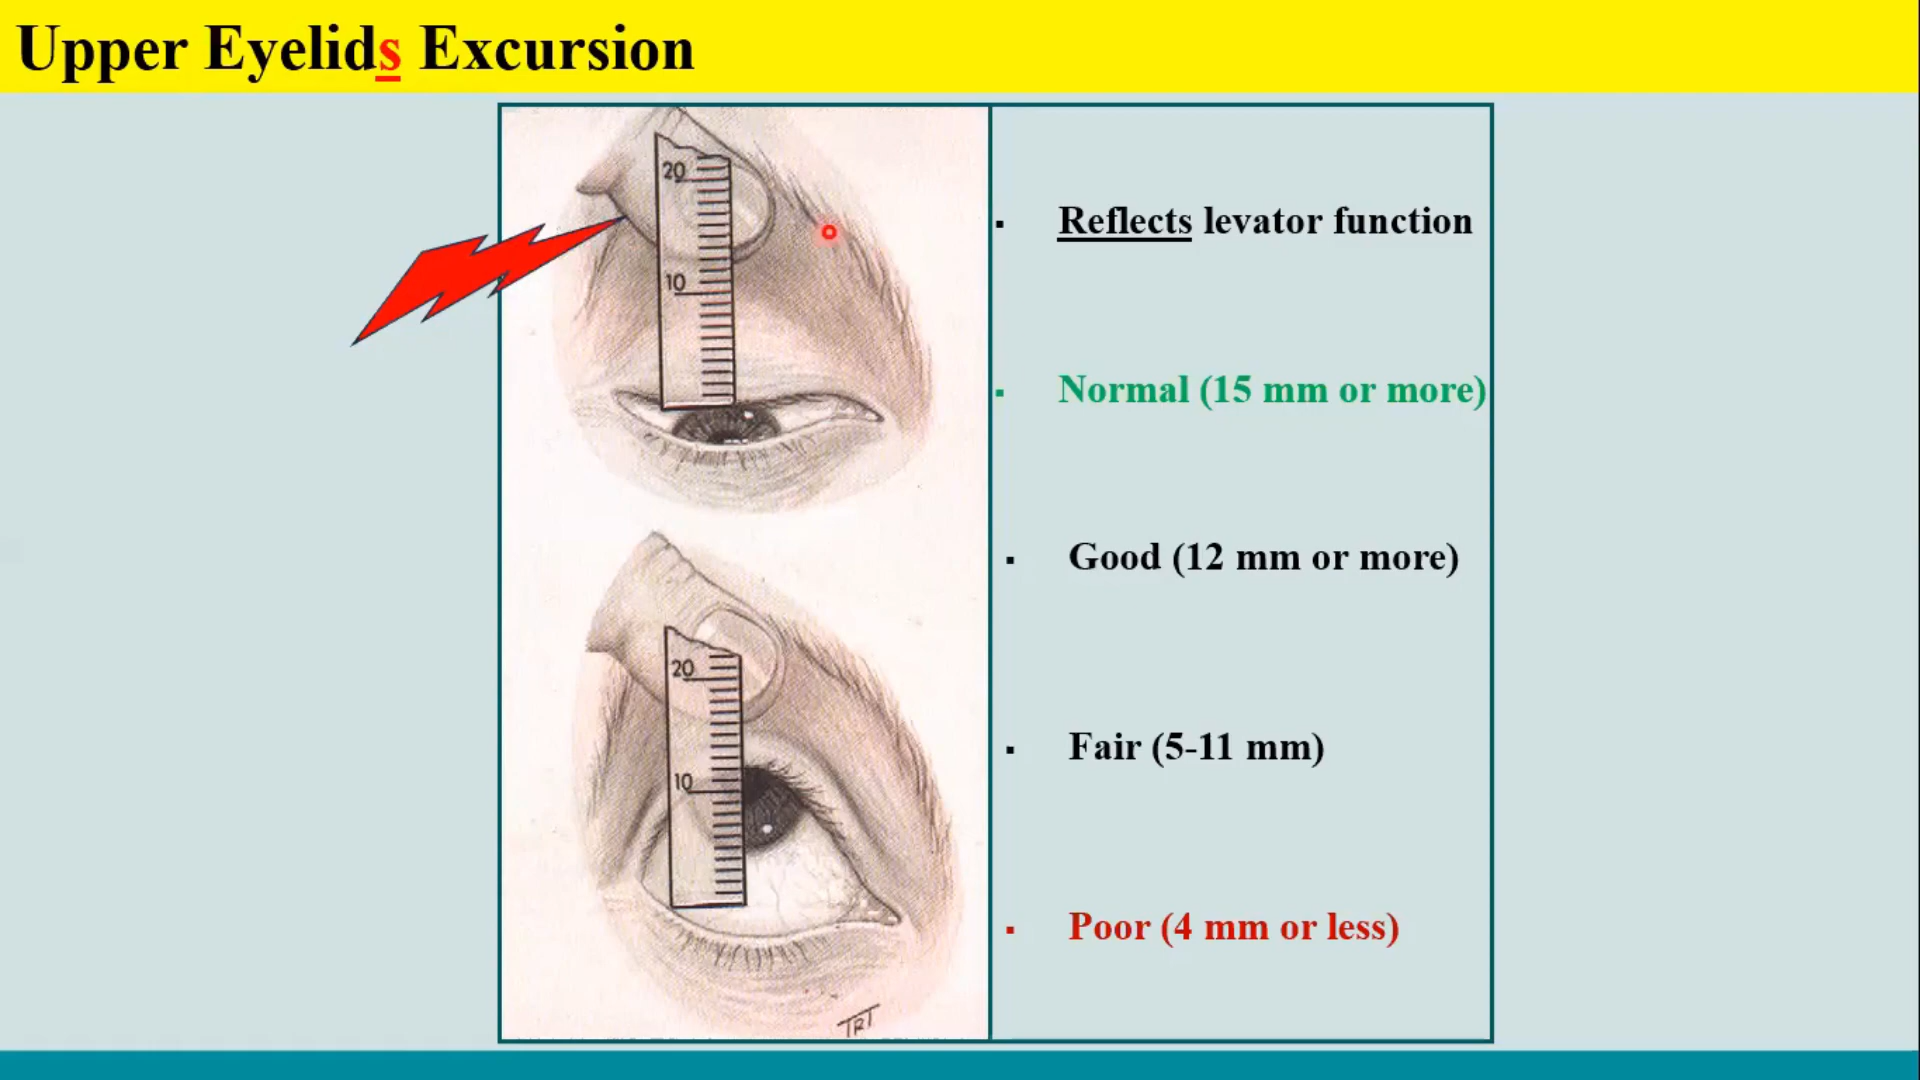 Upper Eyelids Excursion
20
10
20
10
TRT
▪ Reflects levator function
▪ Normal (15 mm or more)
▪ Good (12 mm or more)
▪ Fair (5-11 mm)
▪ Poor (4 mm or less)